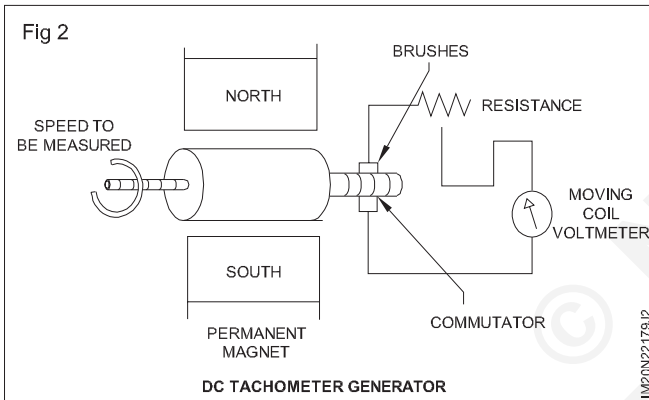 Fig 2
BRUSHES
NORTH
RESISTANCE
SPEED TO
BE MEASURED
MOVING
COIL
VOLTMETER
SOUTH
COMMUTATOR
PERMANENT
MAGNET
DC TACHOMETER GENERATOR
IM20N22179J2
©